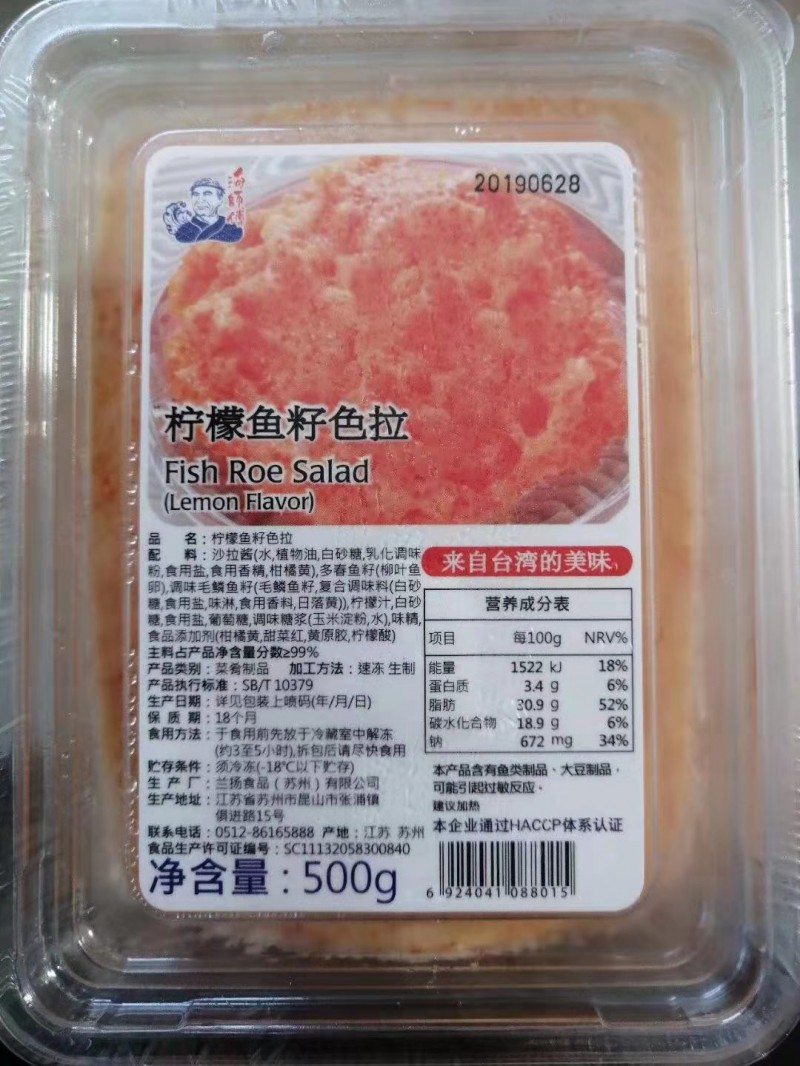 海師傅
20190628
柠檬鱼籽色拉
Fish Roe Salad
(Lemon Flavor)
品 名：柠檬鱼籽色拉
配 料：沙拉酱(水,植物油,白砂糖,乳化调味
粉,食用盐,食用香精,柑橘黄),多春鱼籽(柳叶鱼
卵),调味毛鳞鱼籽(毛鳞鱼籽,复合调味料(白砂
糖,食用盐,味淋,食用香料,日落黄)),柠檬汁,白砂
糖,食用盐,葡萄糖,调味糖浆(玉米淀粉,水),味精,
食品添加剂(柑橘黄,甜菜红,黄原胶,柠檬酸)
主料占产品净含量分数≥99%
产品类别：菜肴制品 加工方法：速冻 生制
产品执行标准：SB/T 10379
生产日期：详见包装上喷码(年/月/日)
保 质 期：18个月
食用方法：于食用前先放于冷藏室中解冻
(约3至5小时),拆包后请尽快食用
贮存条件：须冷冻(-18℃以下贮存)
生 产 厂：兰扬食品（苏州）有限公司
生产地址：江苏省苏州市昆山市张浦镇
俱进路15号
联系电话：0512-86165888 产地：江苏 苏州
食品生产许可证编号：SC11132058300840
净含量：500g
来自台湾的美味
营养成分表
项目 每100g NRV%
能量 1522 kJ 18%
蛋白质 3.4 g 6%
脂肪 30.9 g 52%
碳水化合物 18.9 g 6%
钠 672 mg 34%
本产品含有鱼类制品、大豆制品，
可能引起过敏反应。
建议加热
本企业通过HACCP体系认证
6 924041 088015